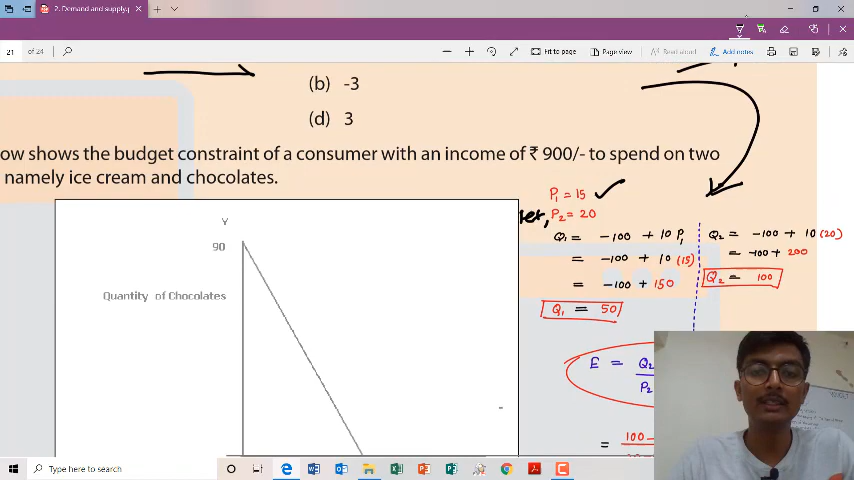 2. Demand and supply.p
21 of 24
Fit to page
Page view
Read aloud
Add notes
(b) -3
(d) 3
ow shows the budget constraint of a consumer with an income of ₹ 900/- to spend on two
namely ice cream and chocolates.
P₁ = 15
P₂ = 20
Y
90
Quantity of Chocolates
Q₁ = -100 + 10 P₁
= -100 + 10 (15)
= -100 + 150
Q₁ = 50
Q₂ = -100 + 10 (20)
= -100 + 200
Q₂ = 100
E = Q₂
P₂
= 100 -
Type here to search